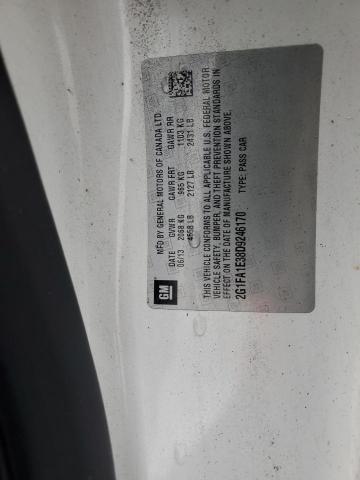 MFD BY GENERAL MOTORS OF CANADA LTD.
DATE GVWR GAWR FRT GAWR RR
06/13 2068 KG 965 KG 1103 KG
4558 LB 2127 LB 2431 LB
GM
THIS VEHICLE CONFORMS TO ALL APPLICABLE U.S. FEDERAL MOTOR
VEHICLE SAFETY, BUMPER, AND THEFT PREVENTION STANDARDS IN
EFFECT ON THE DATE OF MANUFACTURE SHOWN ABOVE.
2G1FA1E38D9246170 TYPE: PASS CAR